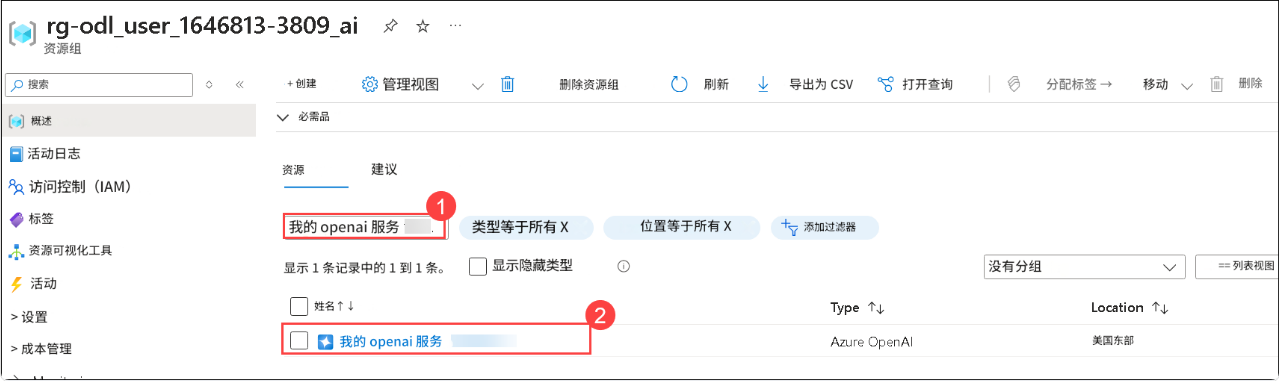 rg-odl_user_1646813-3809_ai
资源组
搜索
+创建 管理视图 删除资源组 刷新 导出为 CSV 打开查询 分配标签 → 移动 删除
概述
必需品
活动日志
访问控制（IAM）
标签
资源可视化工具
活动
> 设置
> 成本管理
资源 建议
1
我的 openai 服务
类型等于所有 X 位置等于所有 X 添加过滤器
显示 1 条记录中的 1 到 1 条。 显示隐藏类型 没有分组 == 列表视图
姓名↑↓ Type ↑↓ Location ↑↓
2
我的 openai 服务 Azure OpenAI 美国东部